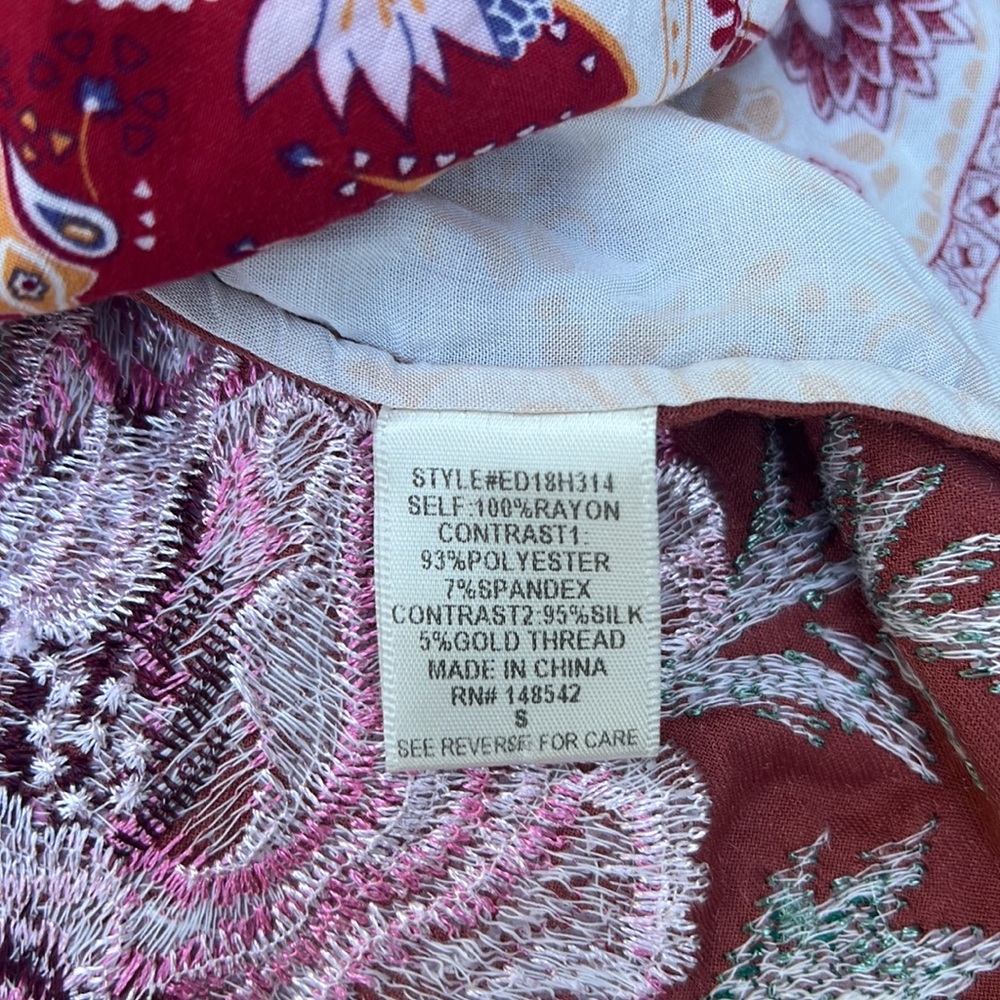 STYLE#ED18H314
SELF:100%RAYON
CONTRAST1:
93%POLYESTER
7%SPANDEX
CONTRAST2:95%SILK
5%GOLD THREAD
MADE IN CHINA
RN# 148542
S
SEE REVERSE FOR CARE